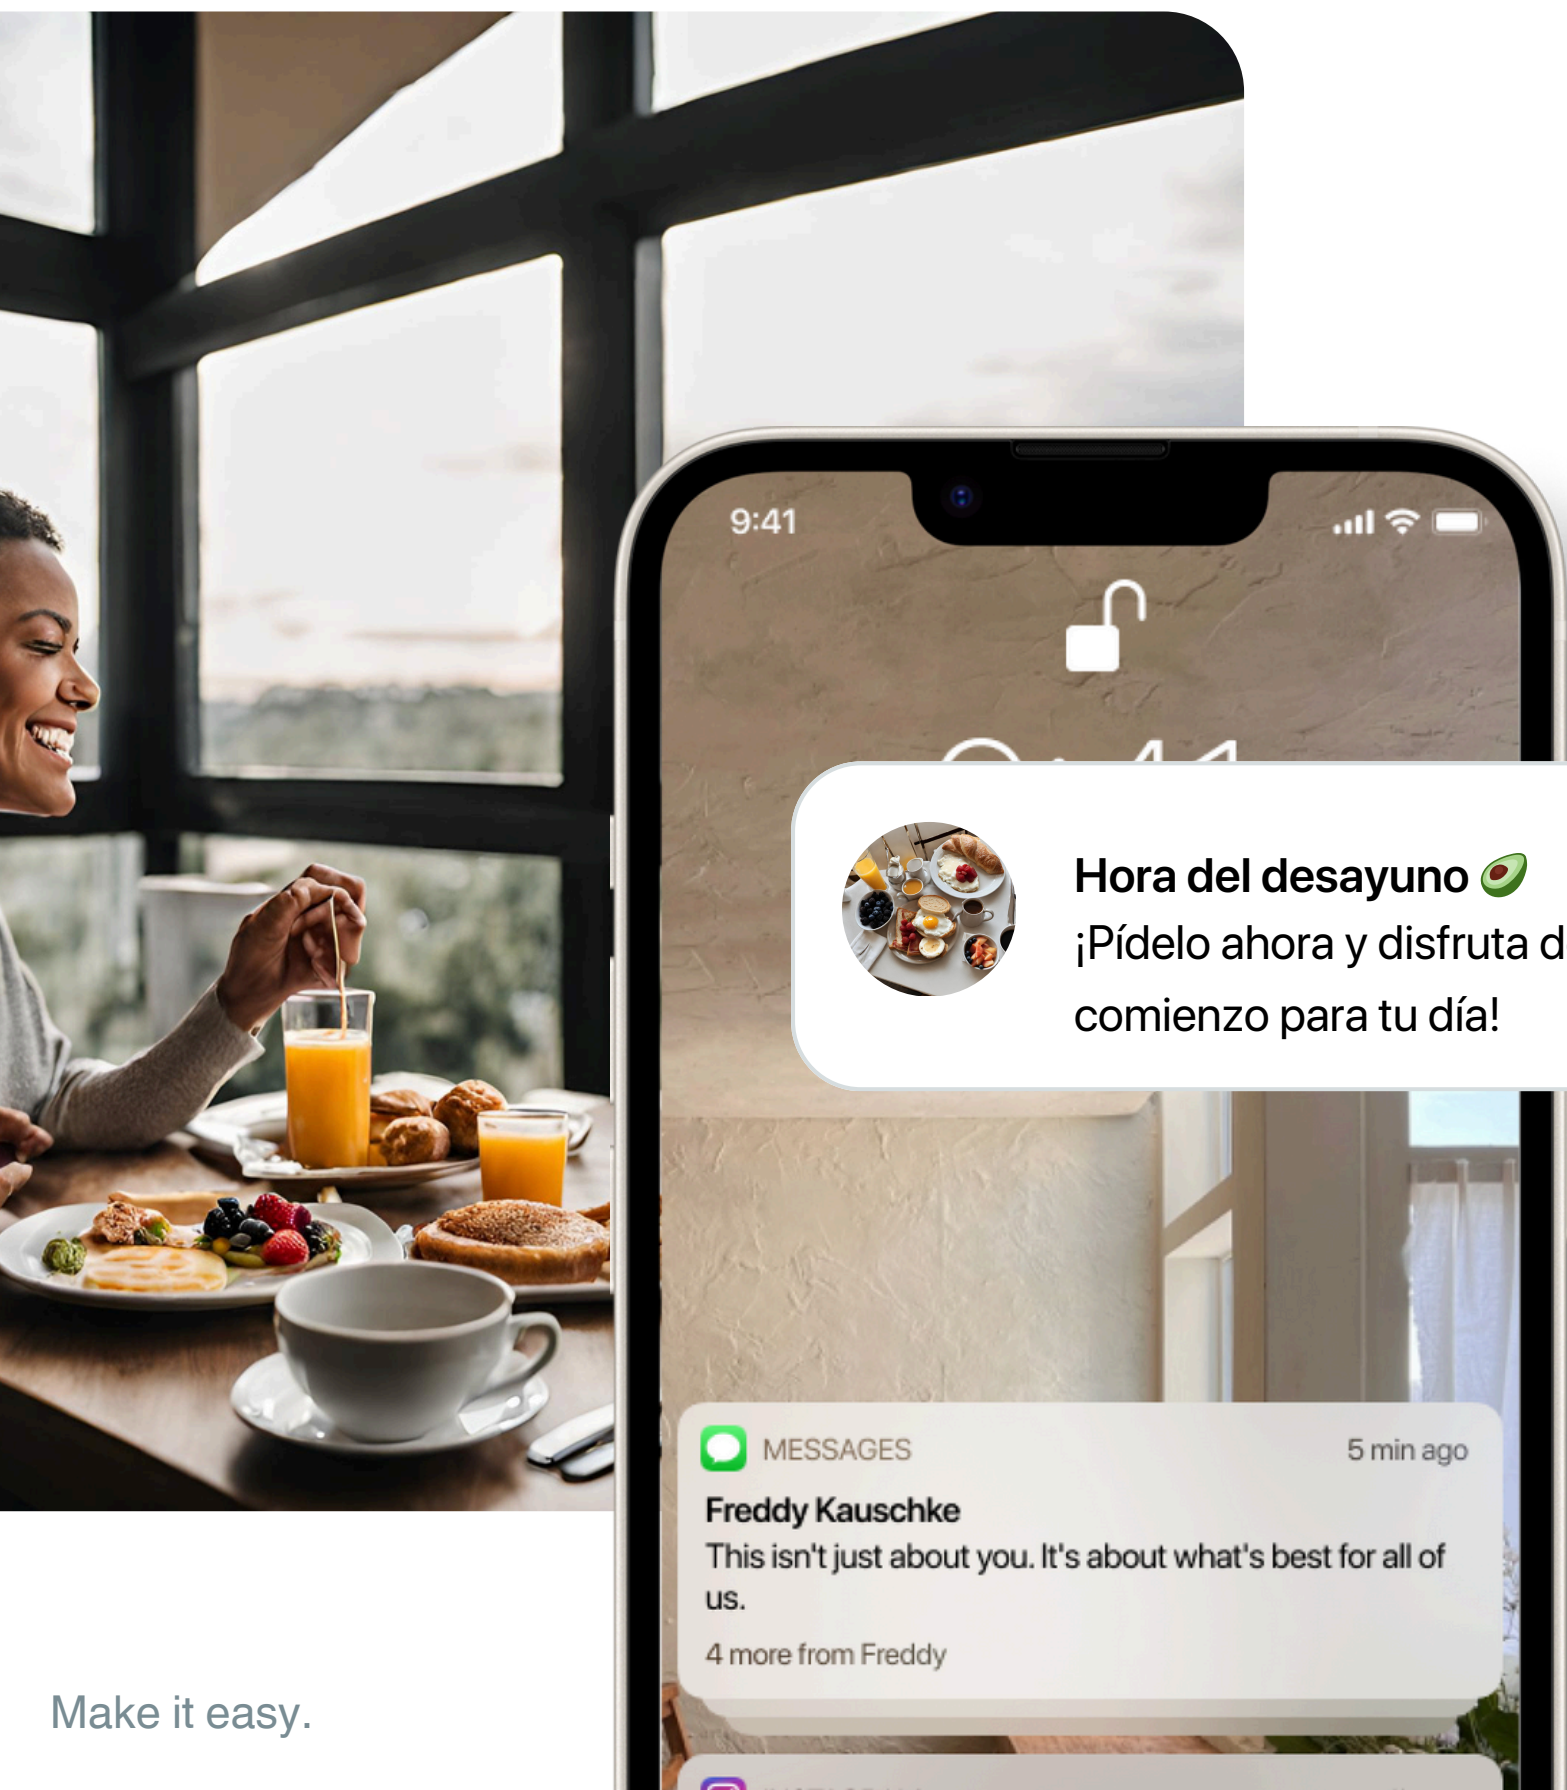 9:41
Hora del desayuno 🥑
¡Pídelo ahora y disfruta d
comienzo para tu día!
MESSAGES
5 min ago
Freddy Kauschke
This isn't just about you. It's about what's best for all of
us.
4 more from Freddy
Make it easy.